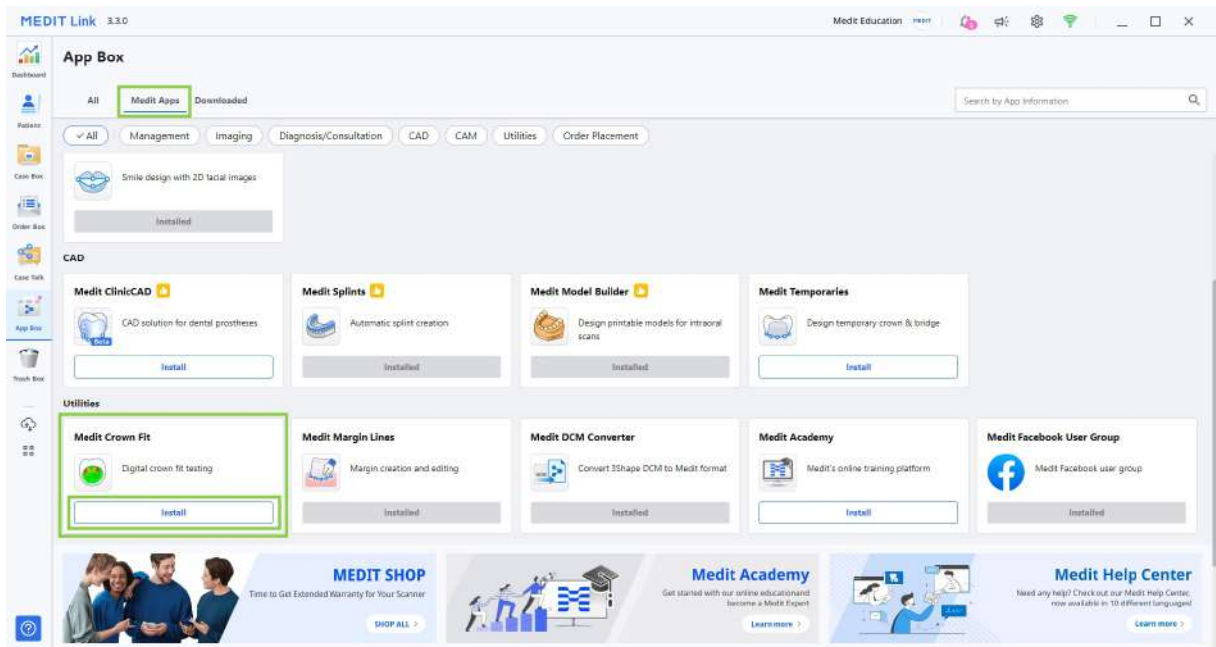 MEDIT Link 3.3.0
Medit Education
Dashboard
Patient
Case Box
Order Box
Case Talk
App Box
Trash Box
App Box
All Medit Apps Downloaded
Search by App Information
All Management Imaging Diagnosis/Consultation CAD CAM Utilities Order Placement
Smile design with 2D facial images
Installed
CAD
Medit ClinicCAD
CAD solution for dental prostheses
Beta
Install
Medit Splints
Automatic splint creation
Installed
Medit Model Builder
Design printable models for intraoral
scans
Installed
Medit Temporaries
Design temporary crown & bridge
Install
Utilities
Medit Crown Fit
Digital crown fit testing
Install
Medit Margin Lines
Margin creation and editing
Installed
Medit DCM Converter
Convert 3Shape DCM to Medit format
Installed
Medit Academy
Medit's online training platform
Install
Medit Facebook User Group
Medit Facebook user group
Installed
MEDIT SHOP
Time to Get Extended Warranty for Your Scanner
SHOP ALL >
Medit Academy
Get started with our online educationand
become a Medit Expert
Learn more >
Medit Help Center
Need any help? Check out our Medit Help Center,
now available in 10 different languages!
Learn more >